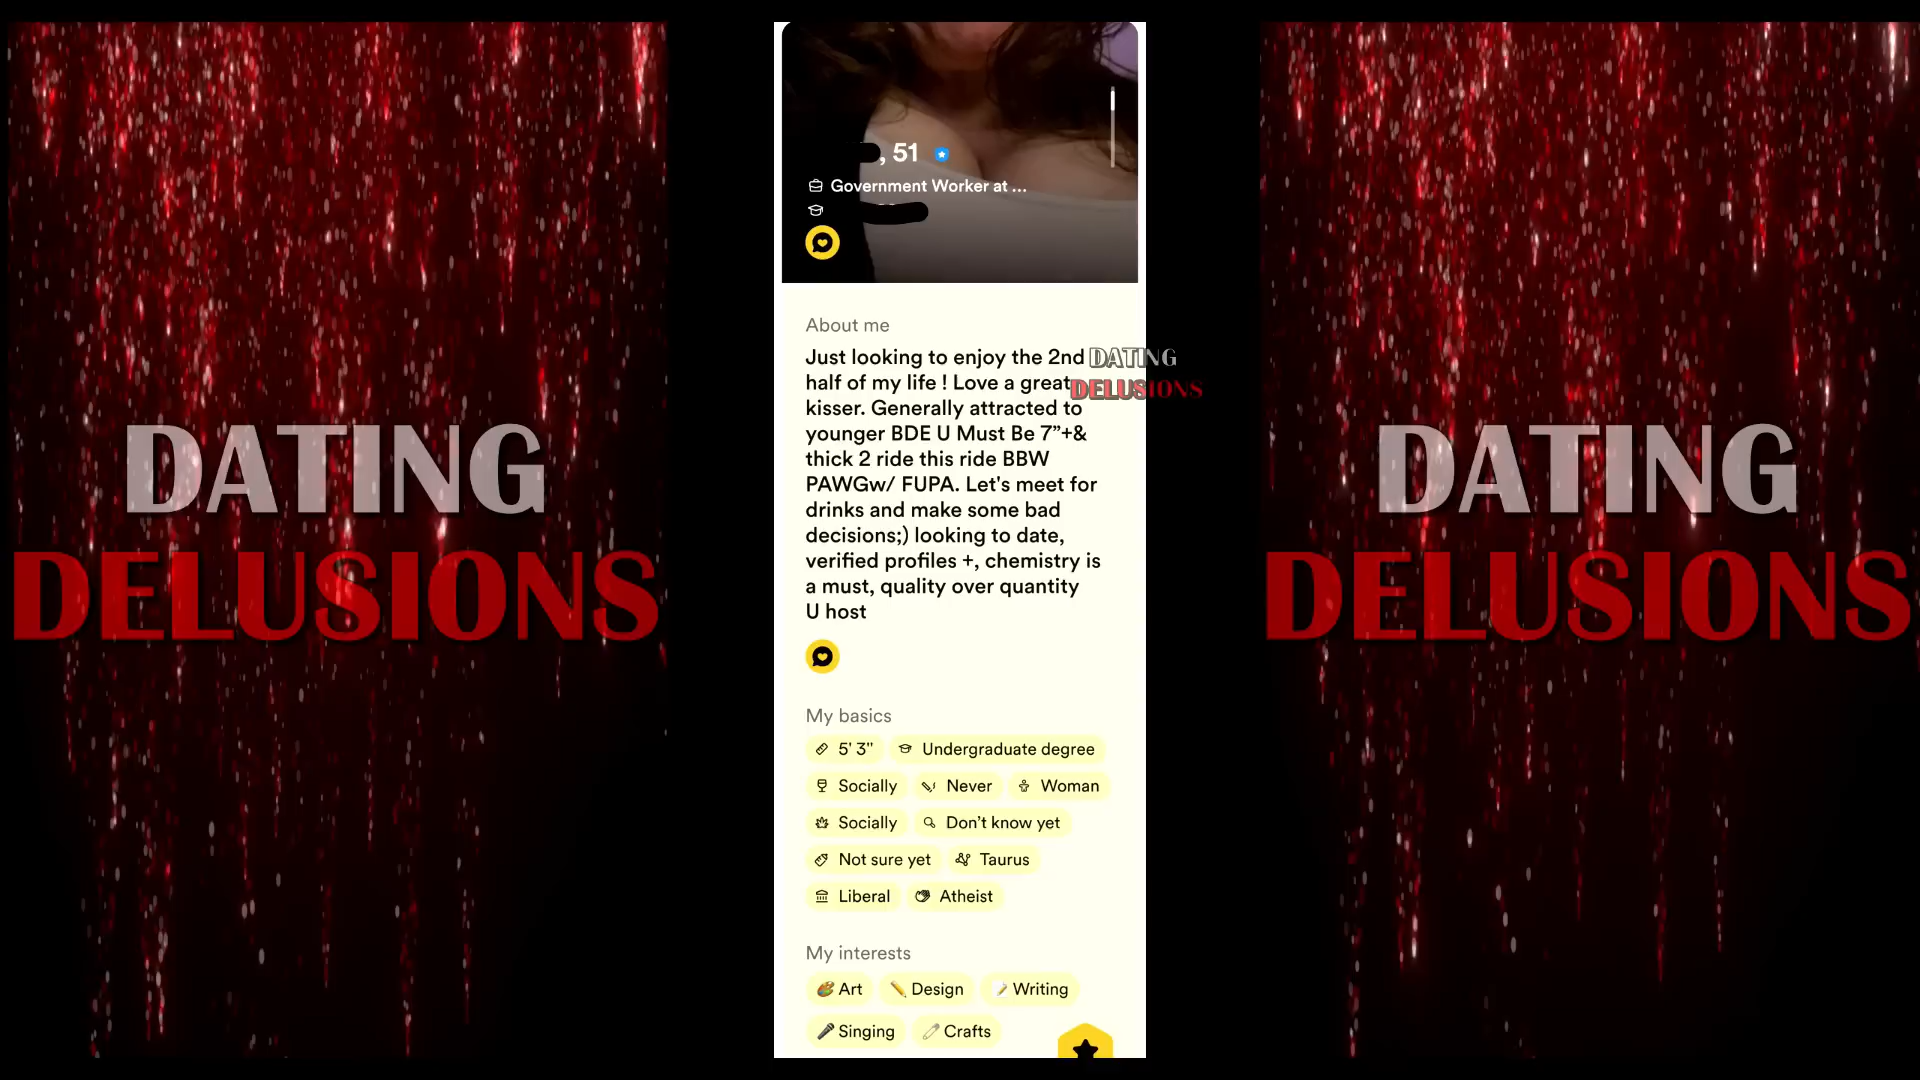 DATING
DELUSIONS
, 51
Government Worker at ...
About me
Just looking to enjoy the 2nd
half of my life ! Love a great
kisser. Generally attracted to
younger BDE U Must Be 7”+&
thick 2 ride this ride BBW
PAWGw/ FUPA. Let's meet for
drinks and make some bad
decisions;) looking to date,
verified profiles +, chemistry is
a must, quality over quantity
U host
My basics
5' 3"
Undergraduate degree
Socially
Never
Woman
Socially
Don’t know yet
Not sure yet
Taurus
Liberal
Atheist
My interests
Art
Design
Writing
Singing
Crafts
DATING
DELUSIONS
DATING
DELUSIONS